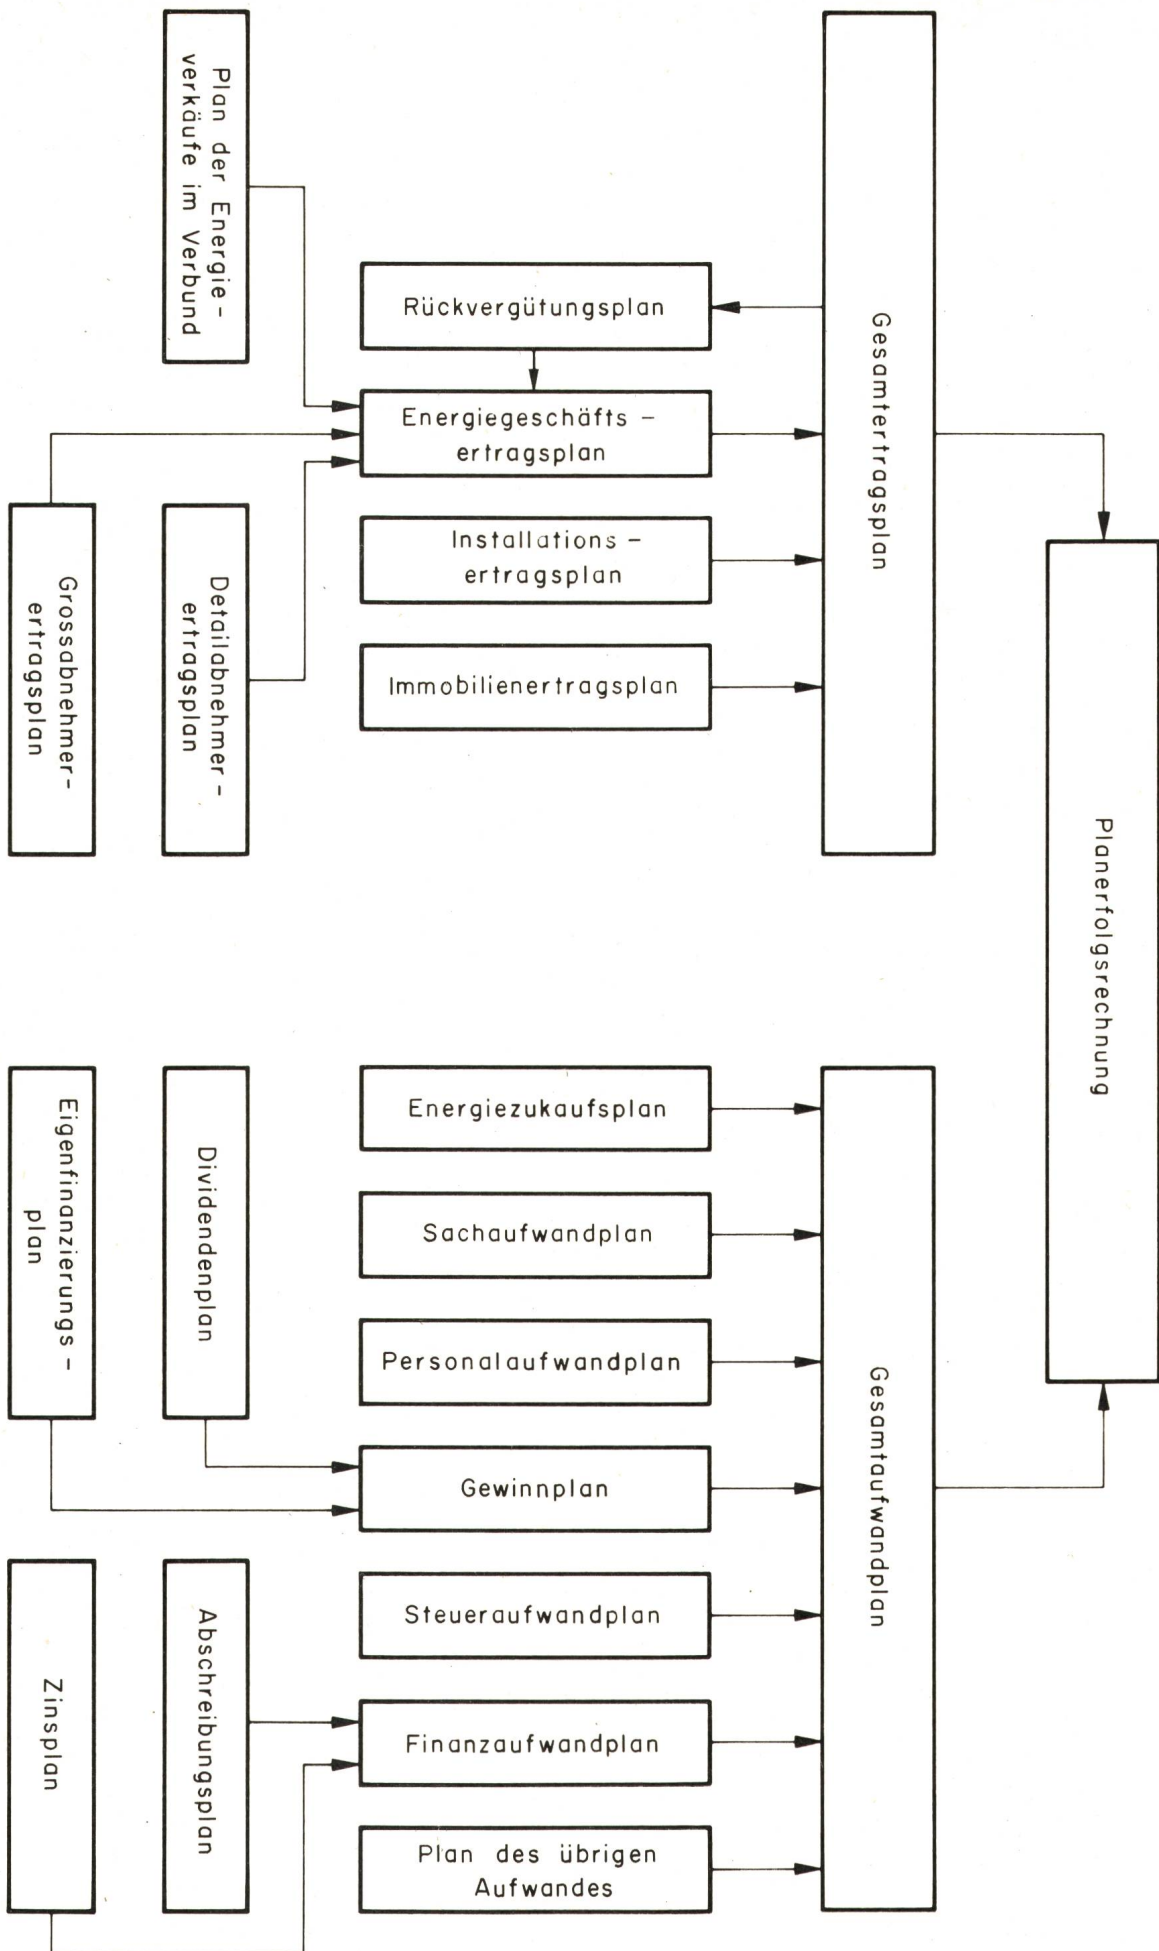 Plan der Energie-
verkäufe im Verbund
Rückvergütungsplan
Energiegeschäfts-
ertragsplan
Installations-
ertragsplan
Immobilienertragsplan
Grossabnehmer-
ertragsplan
Detailabnehmer-
ertragsplan
Gesamtertragsplan
Planerfolgsrechnung
Eigenfinanzierungs-
plan
Dividendenplan
Energiezukaufsplan
Sachaufwandplan
Personalaufwandplan
Gewinnplan
Steueraufwandplan
Finanzaufwandplan
Plan des übrigen
Aufwandes
Zinsplan
Abschreibungsplan
Gesamtaufwandplan